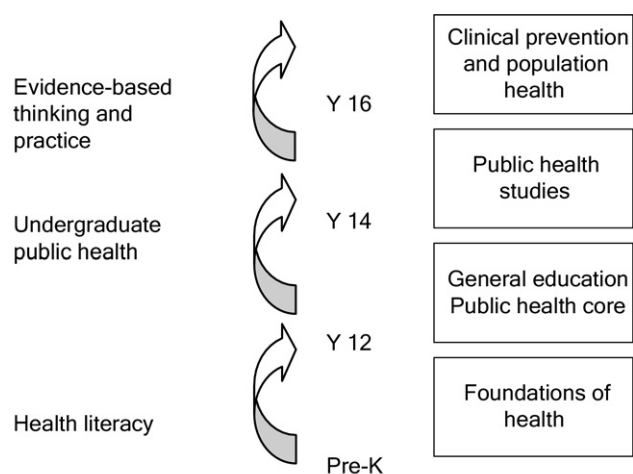 Clinical prevention
and population
health
Evidence-based
thinking and
practice
Y 16
Public health
studies
Undergraduate
public health
Y 14
General education
Public health core
Y 12
Foundations of
health
Health literacy
Pre-K